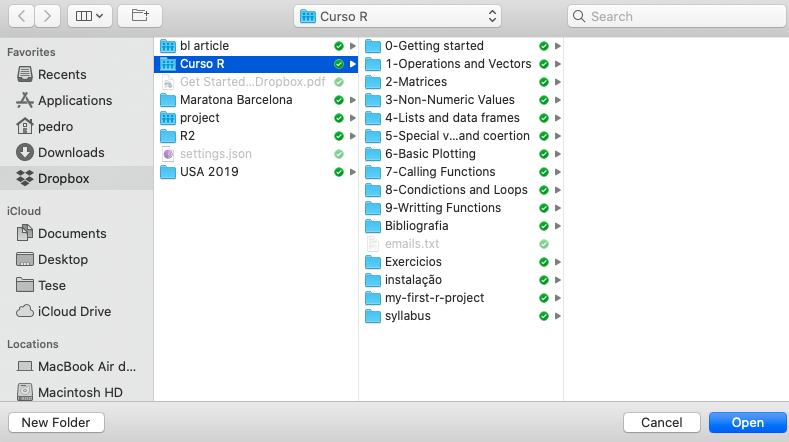 Curso R
Search
Favorites
Recents
Applications
pedro
Downloads
Dropbox
iCloud
Documents
Desktop
Tese
iCloud Drive
Locations
MacBook Air d...
Macintosh HD
bl article
Curso R
Get Started...Dropbox.pdf
Maratona Barcelona
project
R2
settings.json
USA 2019
0-Getting started
1-Operations and Vectors
2-Matrices
3-Non-Numeric Values
4-Lists and data frames
5-Special v...and coertion
6-Basic Plotting
7-Calling Functions
8-Condictions and Loops
9-Writting Functions
Bibliografia
emails.txt
Exercicios
instalação
my-first-r-project
syllabus
New Folder
Cancel
Open